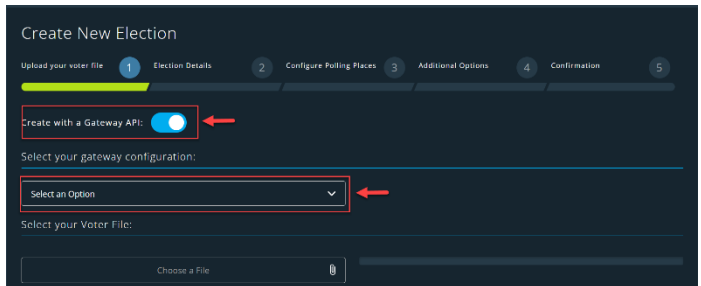 Create New Election
Upload your voter file 1 Election Details 2 Configure Polling Places 3 Additional Options 4 Confirmation 5
Create with a Gateway API:
Select your gateway configuration:
Select an Option
Select your Voter File:
Choose a File